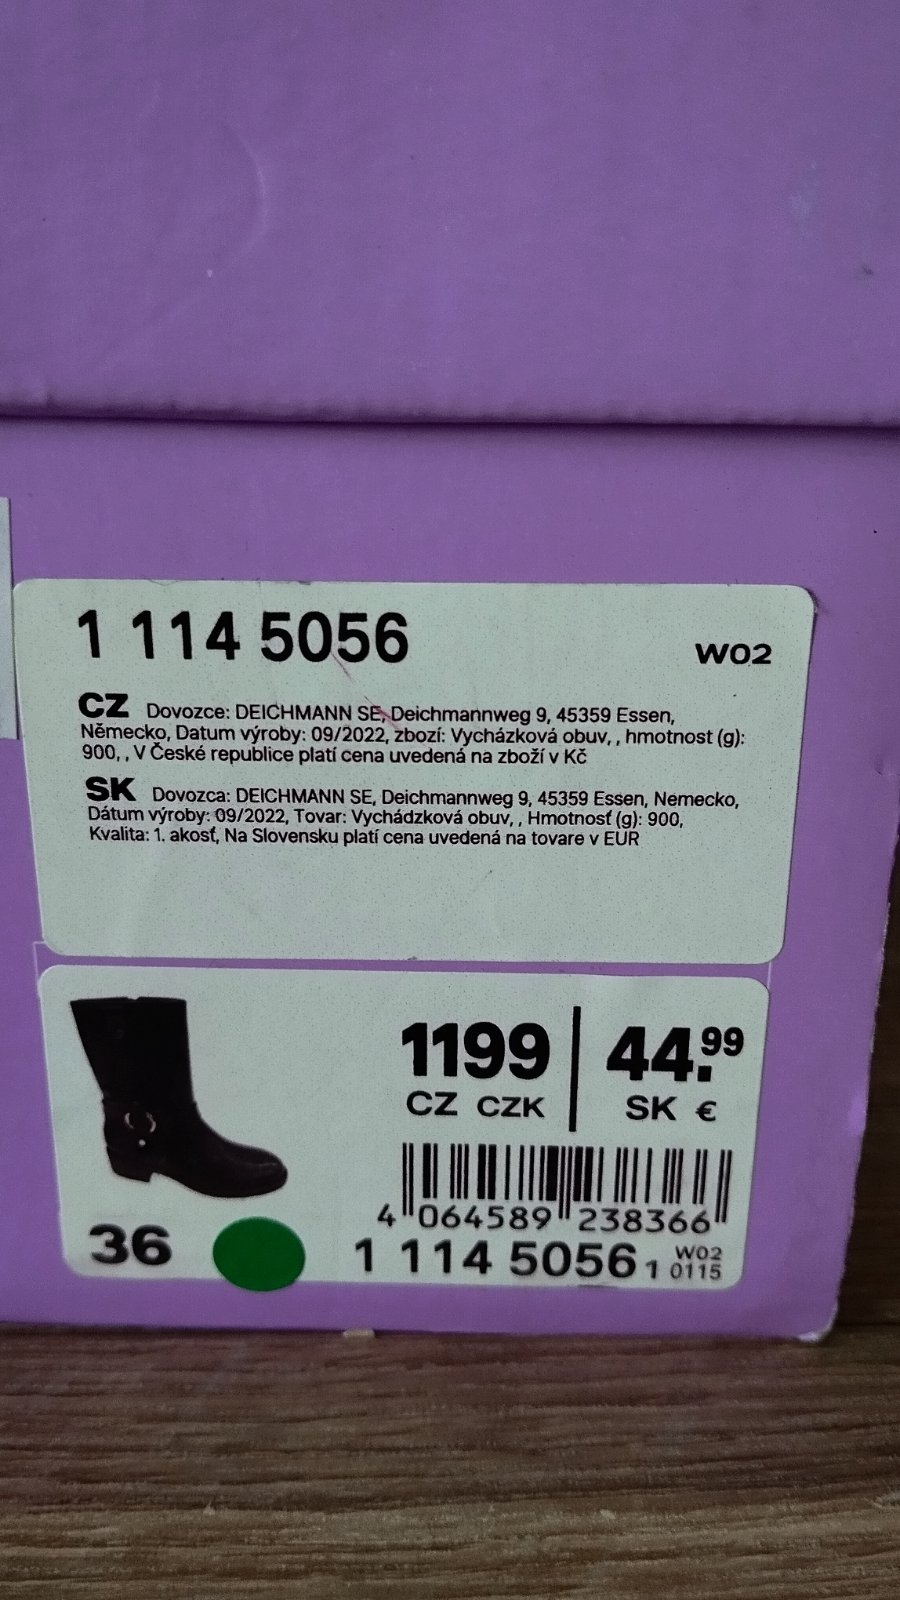 1 114 5056
W02
CZ Dovozce: DEICHMANN SE, Deichmannweg 9, 45359 Essen,
Německo, Datum výroby: 09/2022, zbozí: Vycházková obuv, , hmotnost (g):
900, , V České republice platí cena uvedená na zboží v Kč
SK Dovozca: DEICHMANN SE, Deichmannweg 9, 45359 Essen, Nemecko,
Dátum výroby: 09/2022, Tovar: Vychádzková obuv, , Hmotnosť (g): 900,
Kvalita: 1. akosť, Na Slovensku platí cena uvedená na tovare v EUR
1199 44.99
CZ CZK SK €
4 064589 238366
36
1 114 5056 1 W02
0115